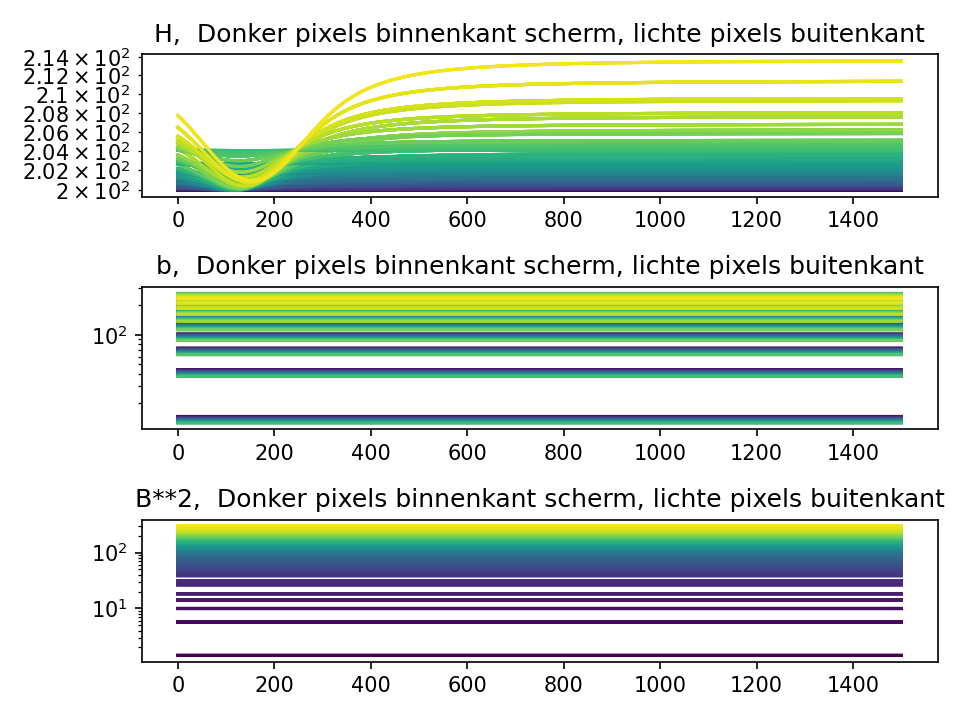 H,  Donker pixels binnenkant scherm, lichte pixels buitenkant
2.14 × 10²
2.12 × 10²
2.1 × 10²
2.08 × 10²
2.06 × 10²
2.04 × 10²
2.02 × 10²
2 × 10²
0 200 400 600 800 1000 1200 1400
b,  Donker pixels binnenkant scherm, lichte pixels buitenkant
10²
0 200 400 600 800 1000 1200 1400
B**2,  Donker pixels binnenkant scherm, lichte pixels buitenkant
10²
10¹
0 200 400 600 800 1000 1200 1400